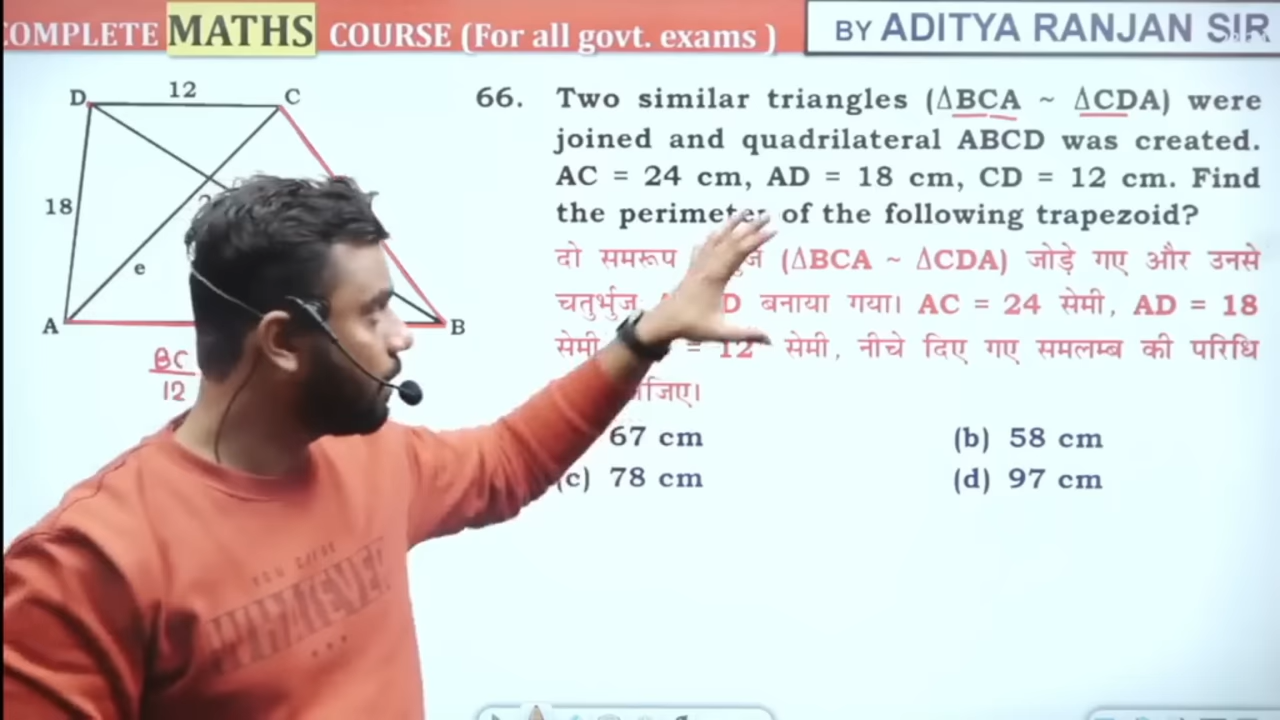 COMPLETE MATHS COURSE (For all govt. exams )
BY ADITYA RANJAN SIR
D 12 C
18
e
A B
BC
12
66. Two similar triangles (ΔBCA ~ ΔCDA) were
joined and quadrilateral ABCD was created.
AC = 24 cm, AD = 18 cm, CD = 12 cm. Find
the perimeter of the following trapezoid?
दो समरूप (ΔBCA ~ ΔCDA) जोड़े गए और उनसे
चतुर्भुज D बनाया गया। AC = 24 सेमी, AD = 18
सेमी = 12 सेमी, नीचे दिए गए समलम्ब की परिधि
67 cm (b) 58 cm
(c) 78 cm (d) 97 cm